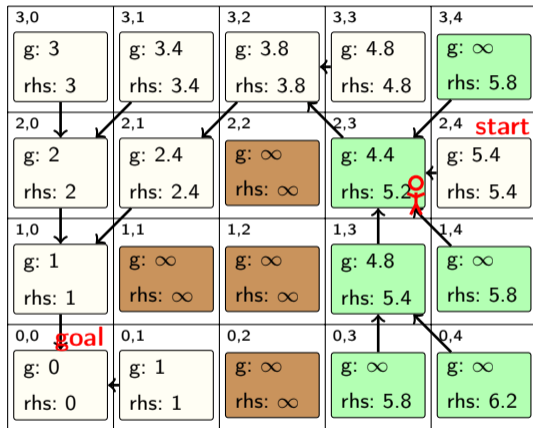 3,0 3,1 3,2 3,3 3,4
g: 3 g: 3.4 g: 3.8 g: 4.8 g: ∞
rhs: 3 rhs: 3.4 rhs: 3.8 rhs: 4.8 rhs: 5.8
2,0 2,1 2,2 2,3 2,4 start
g: 2 g: 2.4 g: ∞ g: 4.4 g: 5.4
rhs: 2 rhs: 2.4 rhs: ∞ rhs: 5.2 rhs: 5.4
1,0 1,1 1,2 1,3 1,4
g: 1 g: ∞ g: ∞ g: 4.8 g: ∞
rhs: 1 rhs: ∞ rhs: ∞ rhs: 5.4 rhs: 5.8
0,0 goal 0,1 0,2 0,3 0,4
g: 0 g: 1 g: ∞ g: ∞ g: ∞
rhs: 0 rhs: 1 rhs: ∞ rhs: 5.8 rhs: 6.2